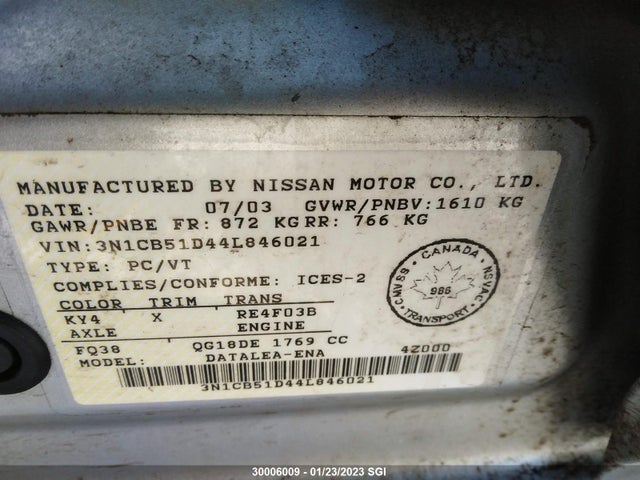 MANUFACTURED BY NISSAN MOTOR CO., LTD.
DATE: 07/03 GVWR/PNBV:1610 KG
GAWR/PNBE FR: 872 KG RR: 766 KG
VIN:3N1CB51D44L846021
TYPE: PC/VT
COMPLIES/CONFORME: ICES-2
COLOR TRIM TRANS
KY4 X RE4F03B
AXLE ENGINE
FQ38 QG18DE 1769 CC
MODEL: DATALEA-ENA 4Z000
3N1CB51D44L846021
CANADA
CMVSS
NSVAC
986
TRANSPORT
30006009 - 01/23/2023 SGI